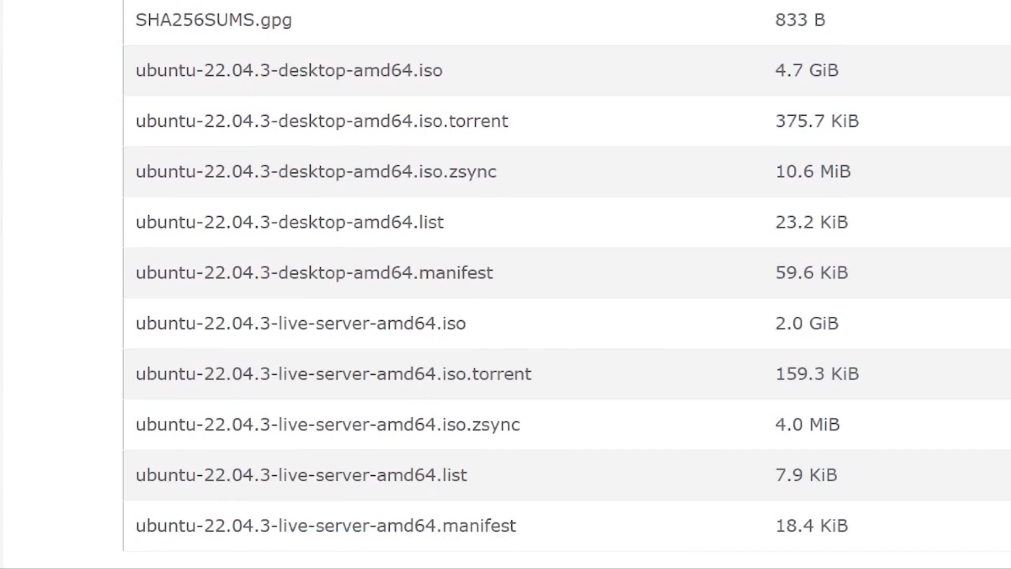 SHA256SUMS.gpg 833 B
ubuntu-22.04.3-desktop-amd64.iso 4.7 GiB
ubuntu-22.04.3-desktop-amd64.iso.torrent 375.7 KiB
ubuntu-22.04.3-desktop-amd64.iso.zsync 10.6 MiB
ubuntu-22.04.3-desktop-amd64.list 23.2 KiB
ubuntu-22.04.3-desktop-amd64.manifest 59.6 KiB
ubuntu-22.04.3-live-server-amd64.iso 2.0 GiB
ubuntu-22.04.3-live-server-amd64.iso.torrent 159.3 KiB
ubuntu-22.04.3-live-server-amd64.iso.zsync 4.0 MiB
ubuntu-22.04.3-live-server-amd64.list 7.9 KiB
ubuntu-22.04.3-live-server-amd64.manifest 18.4 KiB